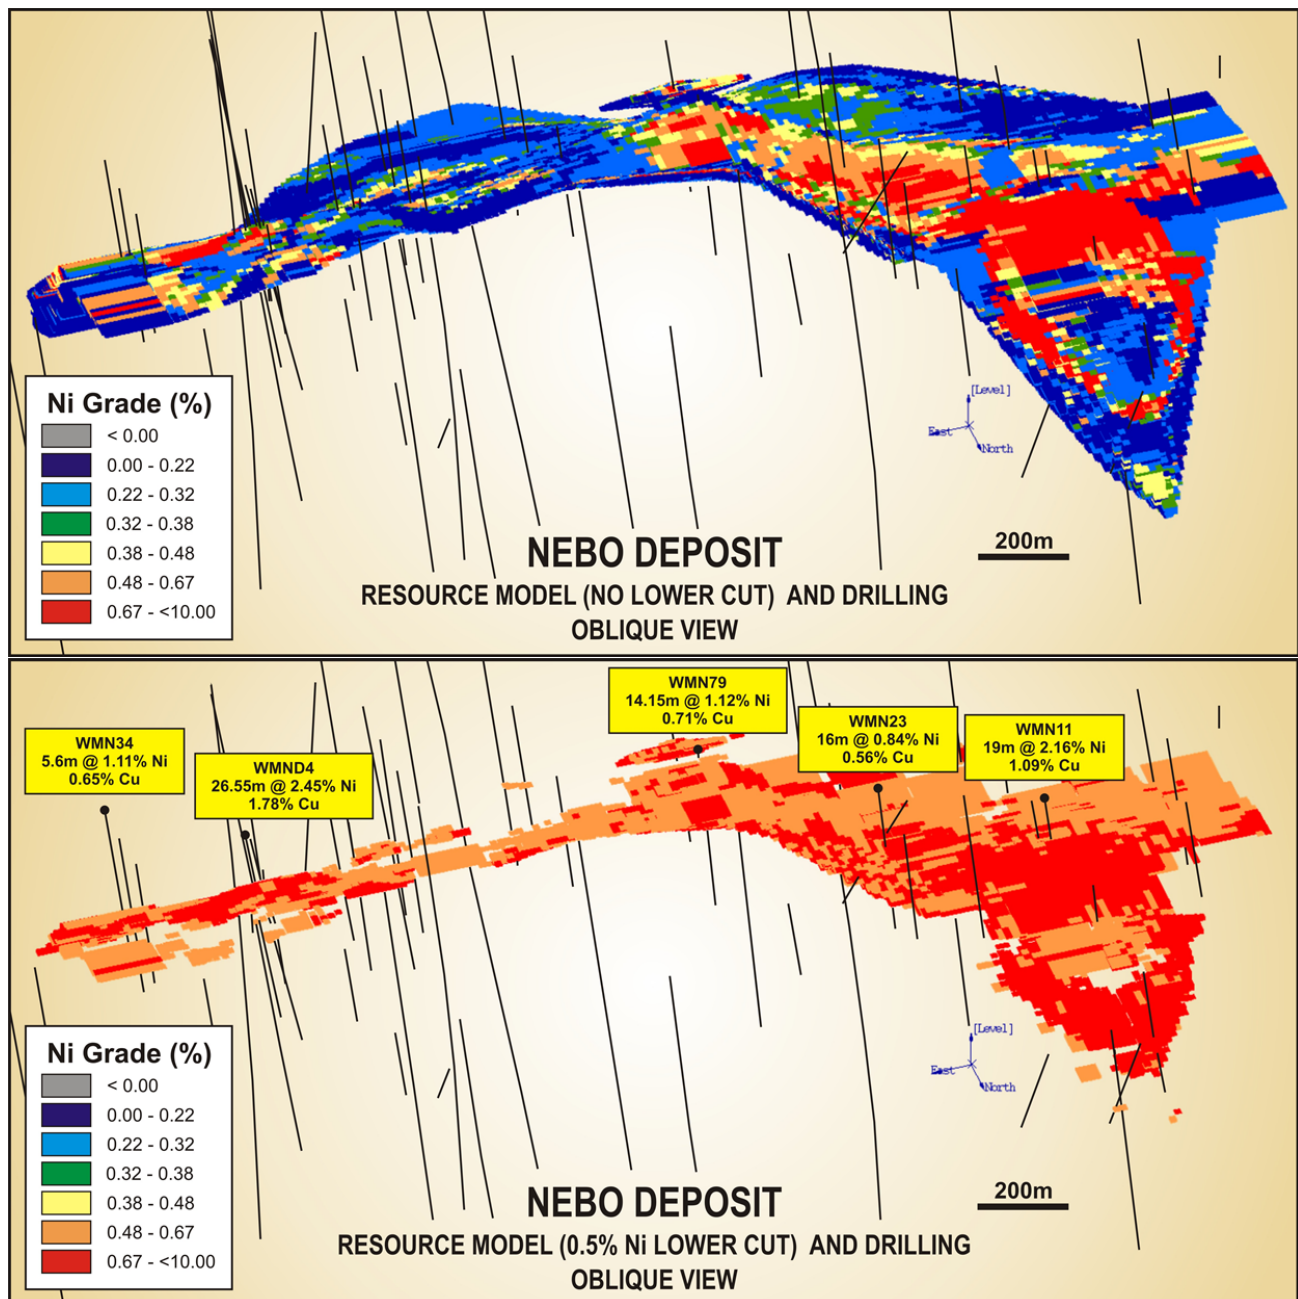 Ni Grade (%)
< 0.00
0.00 - 0.22
0.22 - 0.32
0.32 - 0.38
0.38 - 0.48
0.48 - 0.67
0.67 - <10.00
[Level]
East
North
200m
NEBO DEPOSIT
RESOURCE MODEL (NO LOWER CUT) AND DRILLING
OBLIQUE VIEW
WMN34
5.6m @ 1.11% Ni
0.65% Cu
WMND4
26.55m @ 2.45% Ni
1.78% Cu
WMN79
14.15m @ 1.12% Ni
0.71% Cu
WMN23
16m @ 0.84% Ni
0.56% Cu
WMN11
19m @ 2.16% Ni
1.09% Cu
Ni Grade (%)
< 0.00
0.00 - 0.22
0.22 - 0.32
0.32 - 0.38
0.38 - 0.48
0.48 - 0.67
0.67 - <10.00
[Level]
East
North
200m
NEBO DEPOSIT
RESOURCE MODEL (0.5% Ni LOWER CUT) AND DRILLING
OBLIQUE VIEW